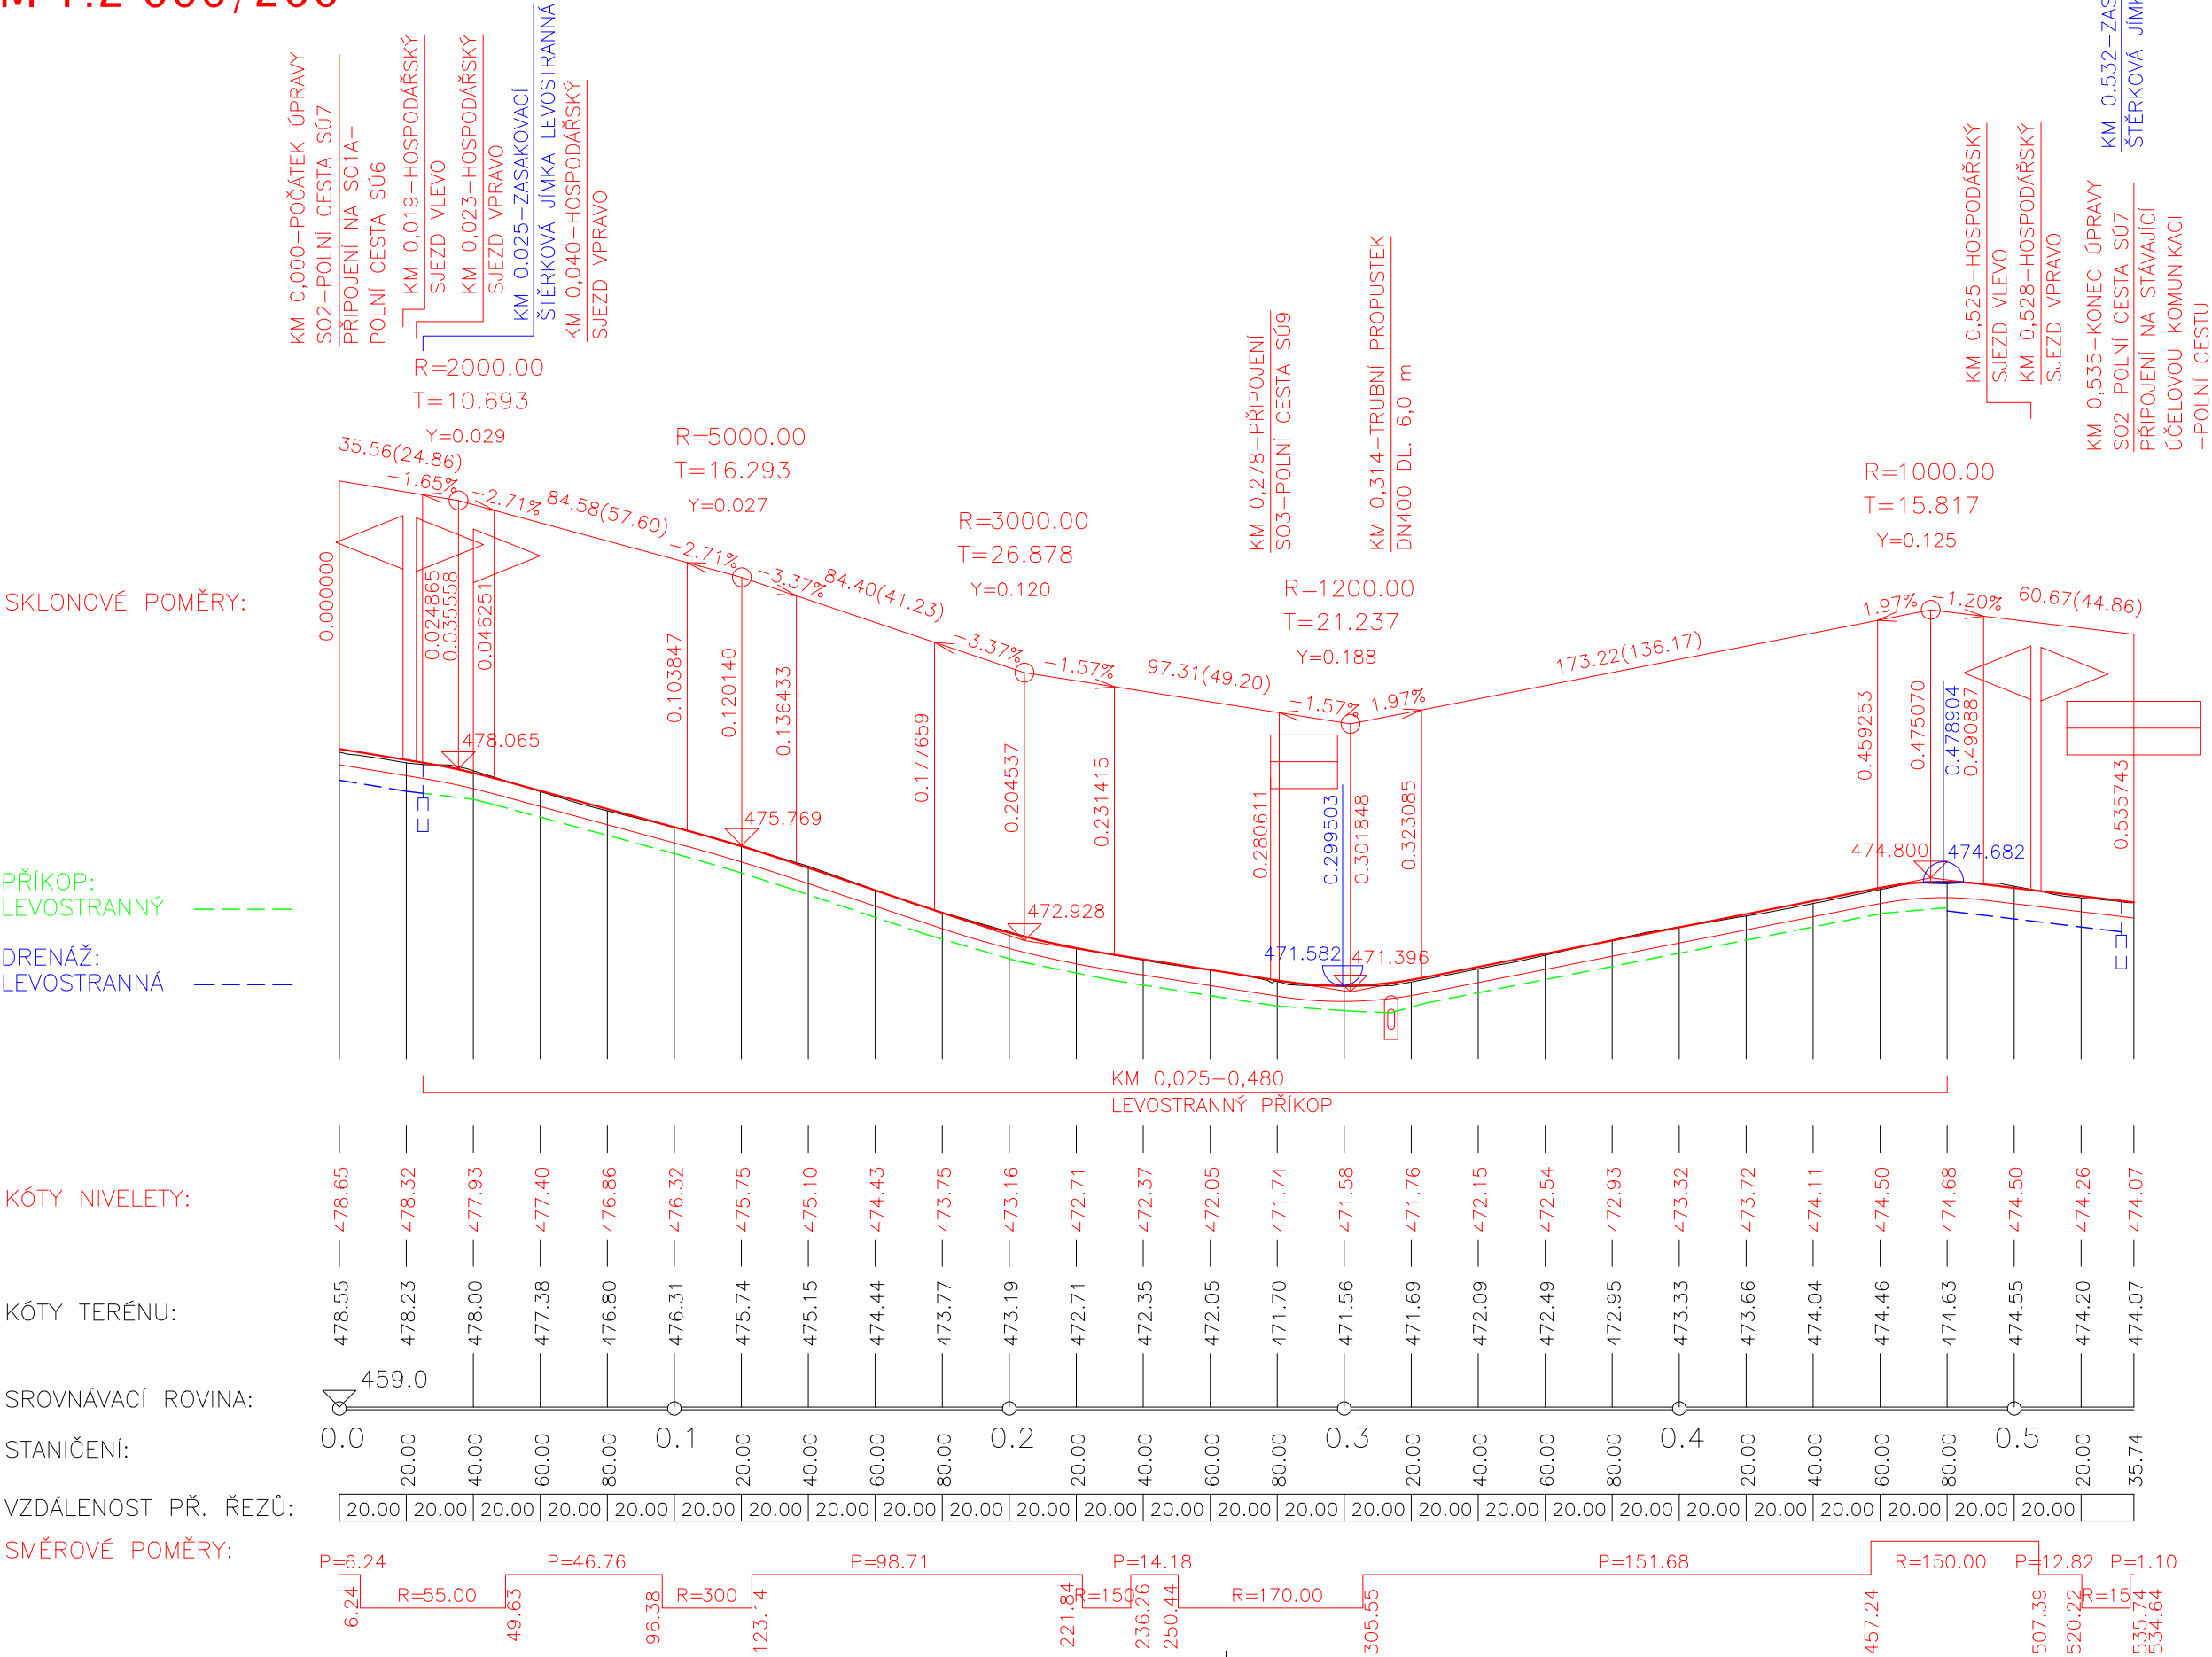 KM 0,000-POČÁTEK ÚPRAVY
SO2-POLNÍ CESTA SÚ7
PŘIPOJENÍ NA SO1A-
POLNÍ CESTA SÚ6
KM 0,019-HOSPODÁŘSKÝ
SJEZD VLEVO
KM 0,023-HOSPODÁŘSKÝ
SJEZD VPRAVO
KM 0.025-ZASAKOVACÍ
ŠTĚRKOVÁ JÍMKA LEVOSTRANNÁ
KM 0,040-HOSPODÁŘSKÝ
SJEZD VPRAVO
KM 0,278-PŘIPOJENÍ
SO3-POLNÍ CESTA SÚ9
KM 0,314-TRUBNÍ PROPUSTEK
DN400 DL. 6,0 m
KM 0,525-HOSPODÁŘSKÝ
SJEZD VLEVO
KM 0,528-HOSPODÁŘSKÝ
SJEZD VPRAVO
KM 0.532-ZAS
ŠTĚRKOVÁ JÍMK
KM 0,535-KONEC ÚPRAVY
SO2-POLNÍ CESTA SÚ7
PŘIPOJENÍ NA STÁVAJÍCÍ
ÚČELOVOU KOMUNIKACI
-POLNÍ CESTU
R=2000.00
T=10.693
Y=0.029
R=5000.00
T=16.293
Y=0.027
R=3000.00
T=26.878
Y=0.120
R=1200.00
T=21.237
Y=0.188
R=1000.00
T=15.817
Y=0.125
35.56(24.86)
-1.65%
-2.71%
84.58(57.60)
-2.71%
-3.37%
84.40(41.23)
-3.37%
-1.57%
97.31(49.20)
-1.57%
1.97%
173.22(136.17)
1.97%
-1.20%
60.67(44.86)
SKLONOVÉ POMĚRY:
0.000000
0.024865
0.035558
0.046251
0.103847
0.120140
0.136433
0.177659
0.204537
0.231415
0.280611
0.299503
0.301848
0.323085
0.459253
0.475070
0.478904
0.490887
0.535743
478.065
475.769
472.928
471.582
471.396
474.800
474.682
PŘÍKOP:
LEVOSTRANNÝ
DRENÁŽ:
LEVOSTRANNÁ
KM 0,025-0,480
LEVOSTRANNÝ PŘÍKOP
KÓTY NIVELETY:
478.65 478.32 477.93 477.40 476.86 476.32 475.75 475.10 474.43 473.75 473.16 472.71 472.37 472.05 471.74 471.58 471.76 472.15 472.54 472.93 473.32 473.72 474.11 474.50 474.68 474.50 474.26 474.07
KÓTY TERÉNU:
478.55 478.23 478.00 477.38 476.80 476.31 475.74 475.15 474.44 473.77 473.19 472.71 472.35 472.05 471.70 471.56 471.69 472.09 472.49 472.95 473.33 473.66 474.04 474.46 474.63 474.55 474.20 474.07
SROVNÁVACÍ ROVINA:
459.0
STANIČENÍ:
0.0 20.00 40.00 60.00 80.00 0.1 20.00 40.00 60.00 80.00 0.2 20.00 40.00 60.00 80.00 0.3 20.00 40.00 60.00 80.00 0.4 20.00 40.00 60.00 80.00 0.5 20.00 35.74
VZDÁLENOST PŘ. ŘEZŮ:
20.00 20.00 20.00 20.00 20.00 20.00 20.00 20.00 20.00 20.00 20.00 20.00 20.00 20.00 20.00 20.00 20.00 20.00 20.00 20.00 20.00 20.00 20.00 20.00 20.00 20.00
SMĚROVÉ POMĚRY:
P=6.24 P=46.76 P=98.71 P=14.18 P=151.68 R=150.00 P=12.82 P=1.10
R=55.00 R=300 R=150 R=170.00 R=15
6.24 49.63 96.38 123.14 221.84 236.26 250.44 305.55 457.24 507.39 520.22 535.74 534.64